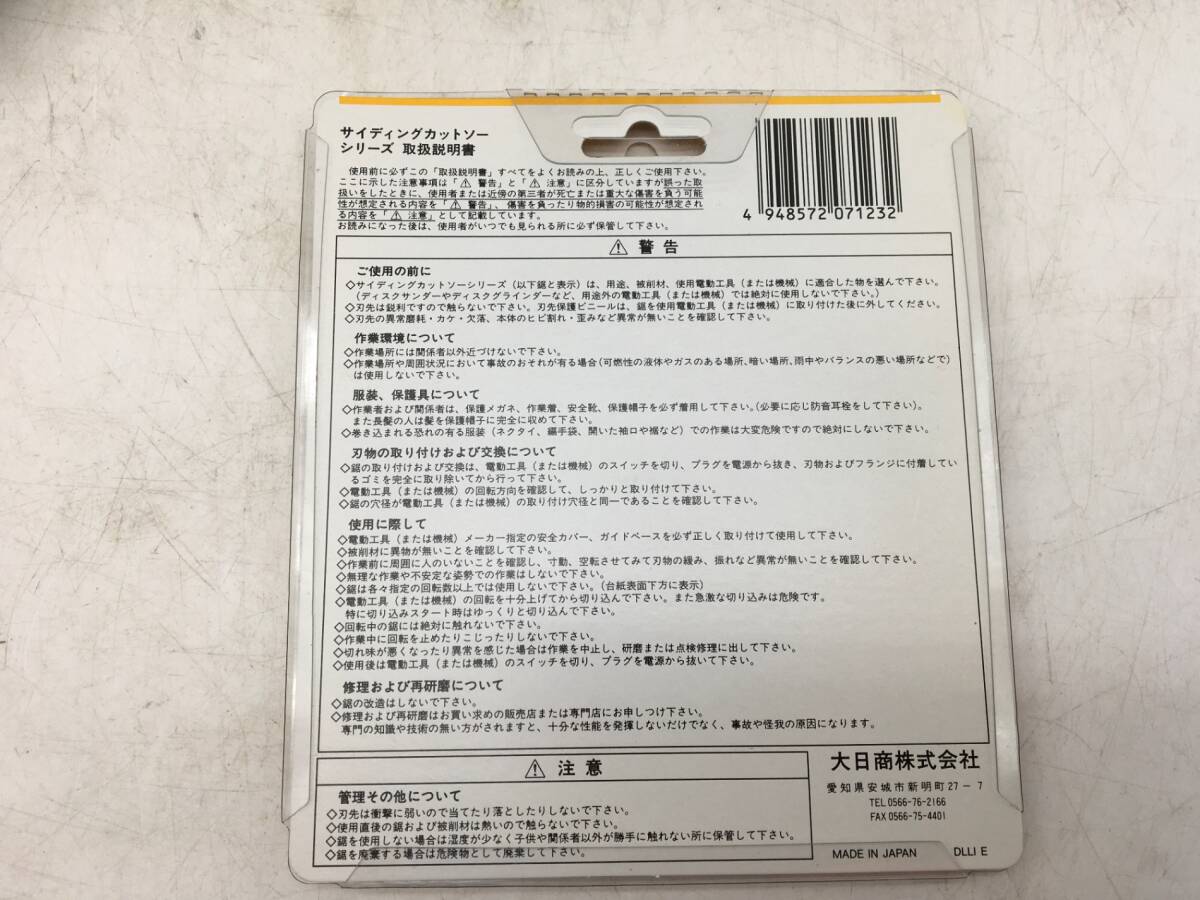 サイディングカットソー
シリーズ 取扱説明書
使用前に必ずこの「取扱説明書」すべてをよくお読みの上、正しくご使用下さい。
ここに示した注意事項は「⚠ 警告」と「⚠ 注意」に区分していますが誤った取
扱いをしたときに、使用者または近傍の第三者が死亡または重大な傷害を負う可能
性が想定される内容を「⚠ 警告」、傷害を負ったり物的損害の可能性が想定され
る内容を「⚠ 注意」として記載しています。
お読みになった後は、使用者がいつでも見られる所に必ず保管して下さい。
4 948572 071232
⚠ 警告
ご使用の前に
◇サイディングカットソーシリーズ（以下鋸と表示）は、用途、被削材、使用電動工具（または機械）に適合した物を選んで下さい。
（ディスクサンダーやディスクグラインダーなど、用途外の電動工具（または機械）では絶対に使用しないで下さい。）
◇刃先は鋭利ですので触らないで下さい。刃先保護ビニールは、鋸を使用電動工具（または機械）に取り付けた後に外してください。
◇刃先の異常磨耗・カケ・欠落、本体のヒビ割れ・歪みなど異常が無いことを確認して下さい。
作業環境について
◇作業場所には関係者以外近づけないで下さい。
◇作業場所や周囲状況において事故のおそれが有る場合（可燃性の液体やガスのある場所、暗い場所、雨中やバランスの悪い場所などで）
は使用しないで下さい。
服装、保護具について
◇作業者および関係者は、保護メガネ、作業着、安全靴、保護帽子を必ず着用して下さい。（必要に応じ防音耳栓をして下さい）。
また長髪の人は髪を保護帽子に完全に収めて下さい。
◇巻き込まれる恐れの有る服装（ネクタイ、編手袋、開いた袖口や裾など）での作業は大変危険ですので絶対にしないで下さい。
刃物の取り付けおよび交換について
◇鋸の取り付けおよび交換は、電動工具（または機械）のスイッチを切り、プラグを電源から抜き、刃物およびフランジに付着してい
るゴミを完全に取り除いてから行って下さい。
◇電動工具（または機械）の回転方向を確認して、しっかりと取り付けて下さい。
◇鋸の穴径が電動工具（または機械）の取り付け穴径と同一であることを確認して下さい。
使用に際して
◇電動工具（または機械）メーカー指定の安全カバー、ガイドベースを必ず正しく取り付けて使用して下さい。
◇被削材に異物が無いことを確認して下さい。
◇作業前に周囲に人のいないことを確認し、寸動、空転させてみて刃物の緩み、振れなど異常が無いことを確認して下さい。
◇無理な作業や不安定な姿勢での作業はしないで下さい。
◇鋸は各々指定の回転数以上では使用しないで下さい。（台紙表面下方に表示）
◇電動工具（または機械）の回転を十分上げてから切り込んで下さい。また急激な切り込みは危険です。
特に切り込みスタート時はゆっくりと切り込んで下さい。
◇回転中の鋸には絶対に触れないで下さい。
◇作業中に回転を止めたりこじったりしないで下さい。
◇切れ味が悪くなったり異常を感じた場合は作業を中止し、研磨または点検修理に出して下さい。
◇使用後は電動工具（または機械）のスイッチを切り、プラグを電源から抜いて下さい。
修理および再研磨について
◇鋸の改造はしないで下さい。
◇修理および再研磨はお買い求めの販売店または専門店にお申しつけ下さい。
専門の知識や技術の無い方がされますと、十分な性能を発揮しないだけでなく、事故や怪我の原因になります。
⚠ 注意
管理その他について
◇刃先は衝撃に弱いので当てたり落としたりしないで下さい。
◇使用直後の鋸および被削材は熱いので触らないで下さい。
◇鋸を使用しない場合は湿度が少なく子供や関係者以外が勝手に触れない所に保管して下さい。
◇鋸を廃棄する場合は危険物として廃棄して下さい。
大日商株式会社
愛知県安城市新明町27－7
TEL 0566-76-2166
FAX 0566-75-4401
MADE IN JAPAN DLLI E